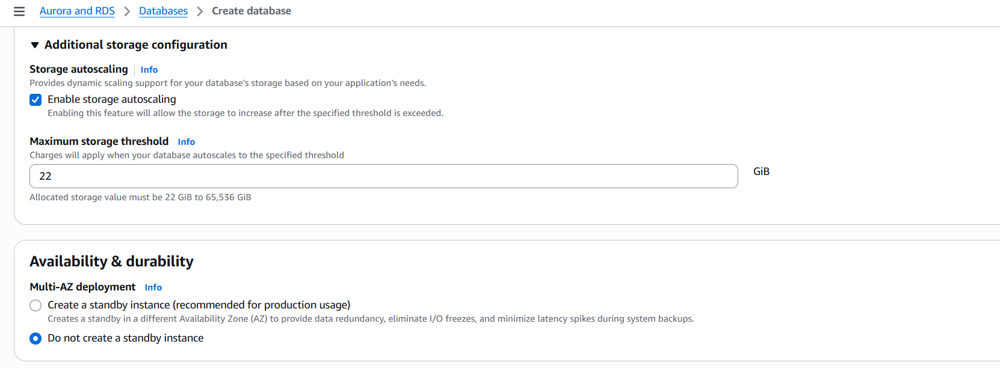 Aurora and RDS > Databases > Create database
Additional storage configuration
Storage autoscaling Info
Provides dynamic scaling support for your database’s storage based on your application’s needs.
Enable storage autoscaling
Enabling this feature will allow the storage to increase after the specified threshold is exceeded.
Maximum storage threshold Info
Charges will apply when your database autoscales to the specified threshold
22 GiB
Allocated storage value must be 22 GiB to 65,536 GiB
Availability & durability
Multi-AZ deployment Info
Create a standby instance (recommended for production usage)
Creates a standby in a different Availability Zone (AZ) to provide data redundancy, eliminate I/O freezes, and minimize latency spikes during system backups.
Do not create a standby instance